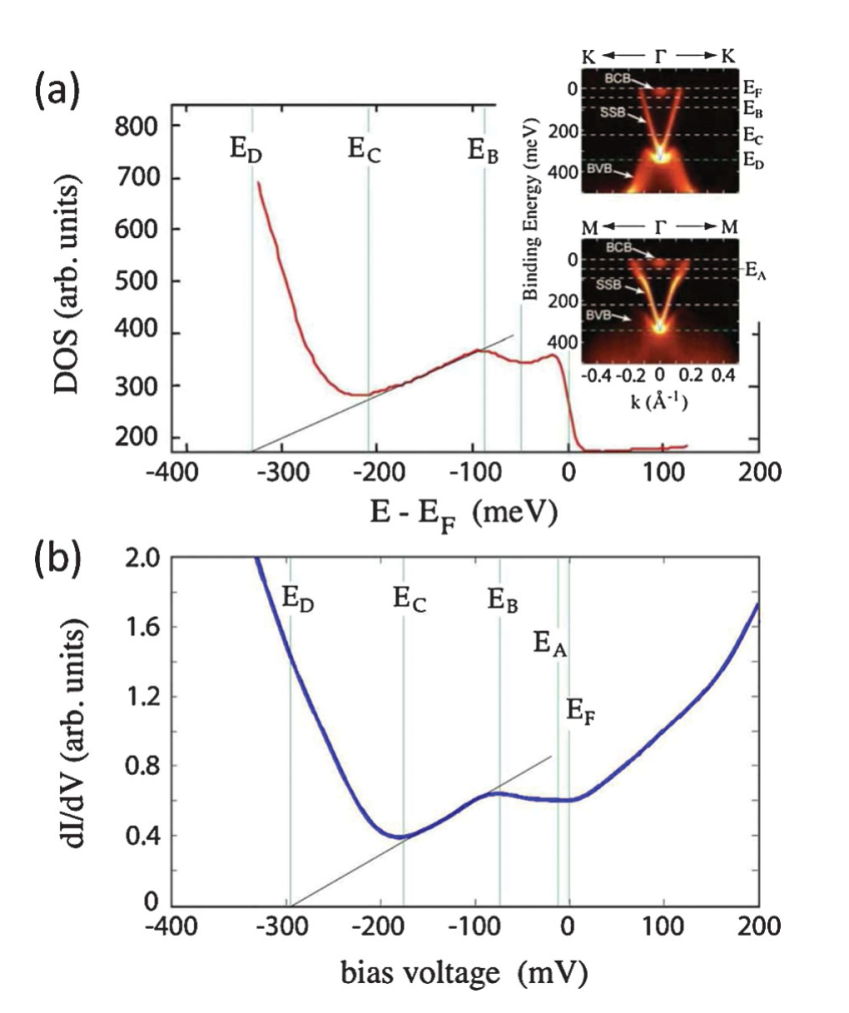 (a)
K ← Γ → K
BCB
SSB
BVB
0
200
400
E_F
E_B
E_C
E_D
Binding Energy (meV)
M ← Γ → M
BCB
SSB
BVB
0
200
400
E_A
-0.4 -0.2 0 0.2 0.4
k (Å⁻¹)
E_D E_C E_B
DOS (arb. units)
800
700
600
500
400
300
200
-400 -300 -200 -100 0 100 200
E - E_F (meV)
(b)
E_D E_C E_B
E_A
E_F
dI/dV (arb. units)
2.0
1.6
1.2
0.8
0.4
0
-400 -300 -200 -100 0 100 200
bias voltage (mV)